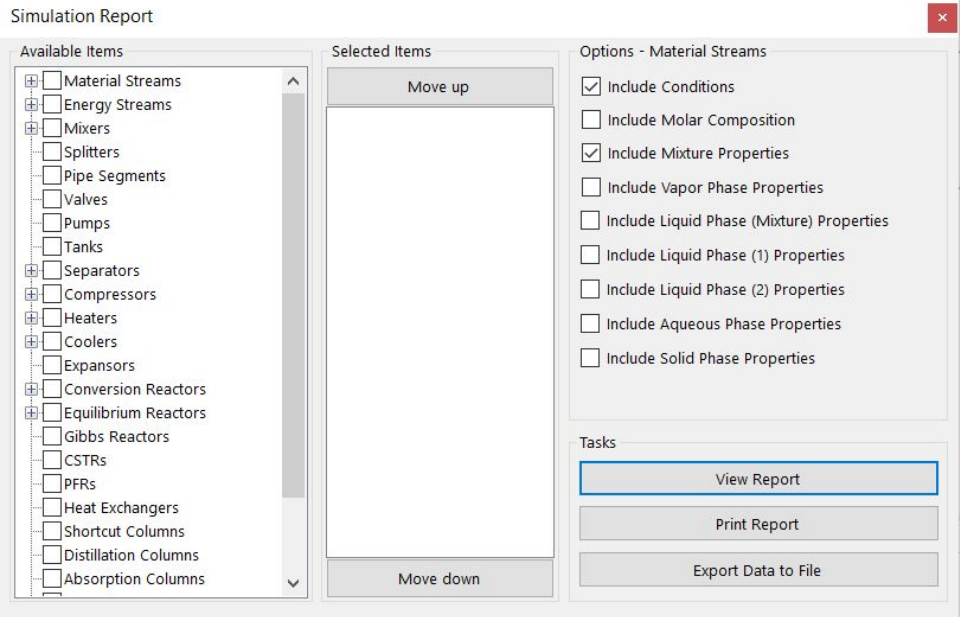 Simulation Report
Available Items
Material Streams
Energy Streams
Mixers
Splitters
Pipe Segments
Valves
Pumps
Tanks
Separators
Compressors
Heaters
Coolers
Expansors
Conversion Reactors
Equilibrium Reactors
Gibbs Reactors
CSTRs
PFRs
Heat Exchangers
Shortcut Columns
Distillation Columns
Absorption Columns
Selected Items
Move up
Move down
Options - Material Streams
Include Conditions
Include Molar Composition
Include Mixture Properties
Include Vapor Phase Properties
Include Liquid Phase (Mixture) Properties
Include Liquid Phase (1) Properties
Include Liquid Phase (2) Properties
Include Aqueous Phase Properties
Include Solid Phase Properties
Tasks
View Report
Print Report
Export Data to File